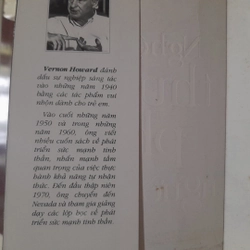 Vernon Howard đánh
dấu sự nghiệp sáng tác
vào những năm 1940
bằng các tác phẩm vui
nhộn dành cho trẻ em.
Vào cuối những năm
1950 và trong những
năm 1960, ông viết
nhiều cuốn sách về phát
triển sức mạnh tinh
thần, nhấn mạnh tầm
quan trọng của việc thực
hành khả năng tự nhận
thức. Đến đầu thập niên
1970, ông chuyển đến
Nevada và tham gia giảng
dạy các lớp học về phát
triển sức mạnh tinh thần.